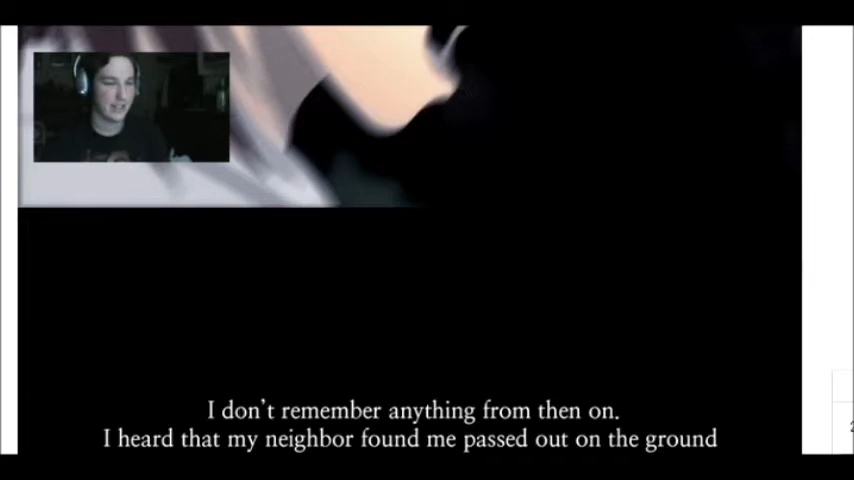 I don't remember anything from then on.
I heard that my neighbor found me passed out on the ground